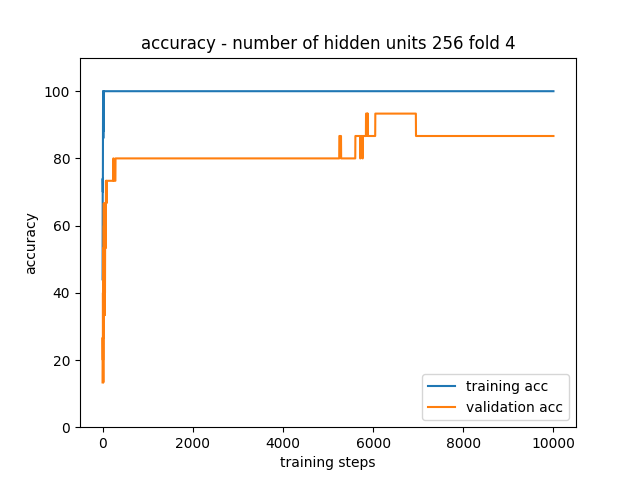 accuracy - number of hidden units 256 fold 4
100
80
60
40
20
0
accuracy
0 2000 4000 6000 8000 10000
training steps
training acc
validation acc